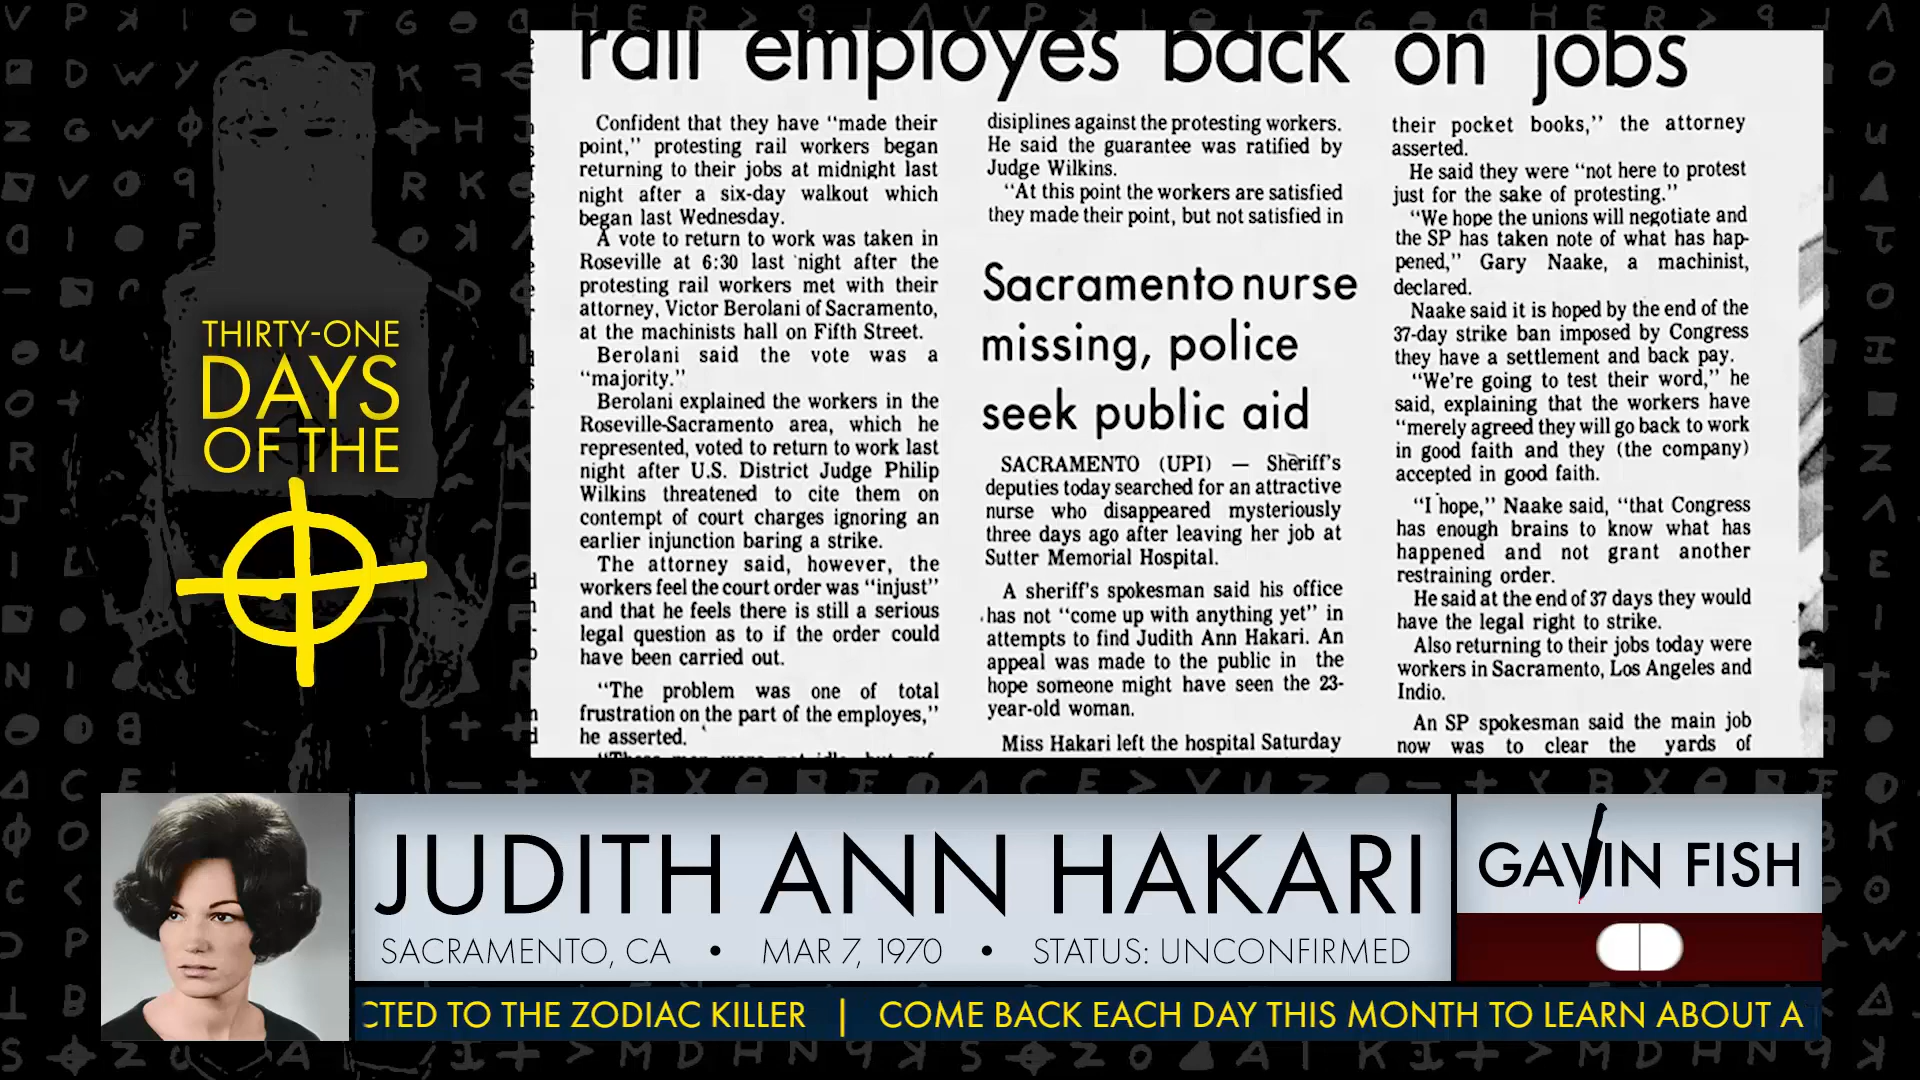 THIRTY-ONE
DAYS
OF THE
rail employes back on jobs
Confident that they have “made their
point,” protesting rail workers began
returning to their jobs at midnight last
night after a six-day walkout which
began last Wednesday.
A vote to return to work was taken in
Roseville at 6:30 last night after the
protesting rail workers met with their
attorney, Victor Berolani of Sacramento,
at the machinists hall on Fifth Street.
Berolani said the vote was a
“majority.”
Berolani explained the workers in the
Roseville-Sacramento area, which he
represented, voted to return to work last
night after U.S. District Judge Philip
Wilkins threatened to cite them on
contempt of court charges ignoring an
earlier injunction baring a strike.
The attorney said, however, the
workers feel the court order was “injust”
and that he feels there is still a serious
legal question as to if the order could
have been carried out.
“The problem was one of total
frustration on the part of the employes,”
he asserted.
disiplines against the protesting workers.
He said the guarantee was ratified by
Judge Wilkins.
“At this point the workers are satisfied
they made their point, but not satisfied in
Sacramento nurse
missing, police
seek public aid
SACRAMENTO (UPI) — Sheriff’s
deputies today searched for an attractive
nurse who disappeared mysteriously
three days ago after leaving her job at
Sutter Memorial Hospital.
A sheriff’s spokesman said his office
has not “come up with anything yet” in
attempts to find Judith Ann Hakari. An
appeal was made to the public in the
hope someone might have seen the 23-
year-old woman.
Miss Hakari left the hospital Saturday
their pocket books,” the attorney
asserted.
He said they were “not here to protest
just for the sake of protesting.”
“We hope the unions will negotiate and
the SP has taken note of what has hap-
pened,” Gary Naake, a machinist,
declared.
Naake said it is hoped by the end of the
37-day strike ban imposed by Congress
they have a settlement and back pay.
“We’re going to test their word,” he
said, explaining that the workers have
“merely agreed they will go back to work
in good faith and they (the company)
accepted in good faith.
“I hope,” Naake said, “that Congress
has enough brains to know what has
happened and not grant another
restraining order.
He said at the end of 37 days they would
have the legal right to strike.
Also returning to their jobs today were
workers in Sacramento, Los Angeles and
Indio.
An SP spokesman said the main job
now was to clear the yards of
JUDITH ANN HAKARI
SACRAMENTO, CA • MAR 7, 1970 • STATUS: UNCONFIRMED
GAVIN FISH
CTED TO THE ZODIAC KILLER | COME BACK EACH DAY THIS MONTH TO LEARN ABOUT A